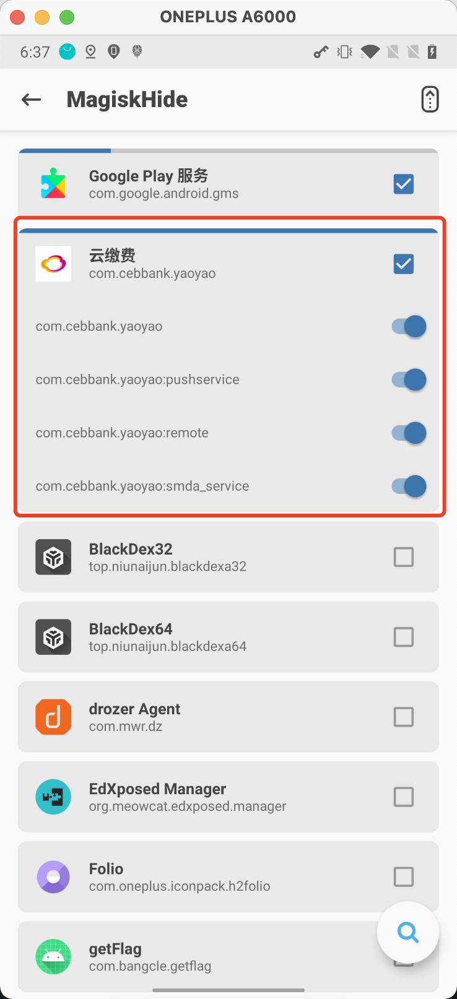 ONEPLUS A6000
6:37
MagiskHide
Google Play 服务
com.google.android.gms
云缴费
com.cebbank.yaoyao
com.cebbank.yaoyao
com.cebbank.yaoyao:pushservice
com.cebbank.yaoyao:remote
com.cebbank.yaoyao:smda_service
BlackDex32
top.niunaijun.blackdexa32
BlackDex64
top.niunaijun.blackdexa64
drozer Agent
com.mwr.dz
EdXposed Manager
org.meowcat.edxposed.manager
Folio
com.oneplus.iconpack.h2folio
getFlag
com.bangcle.getflag